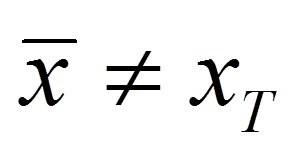 x̅ ≠ x_T